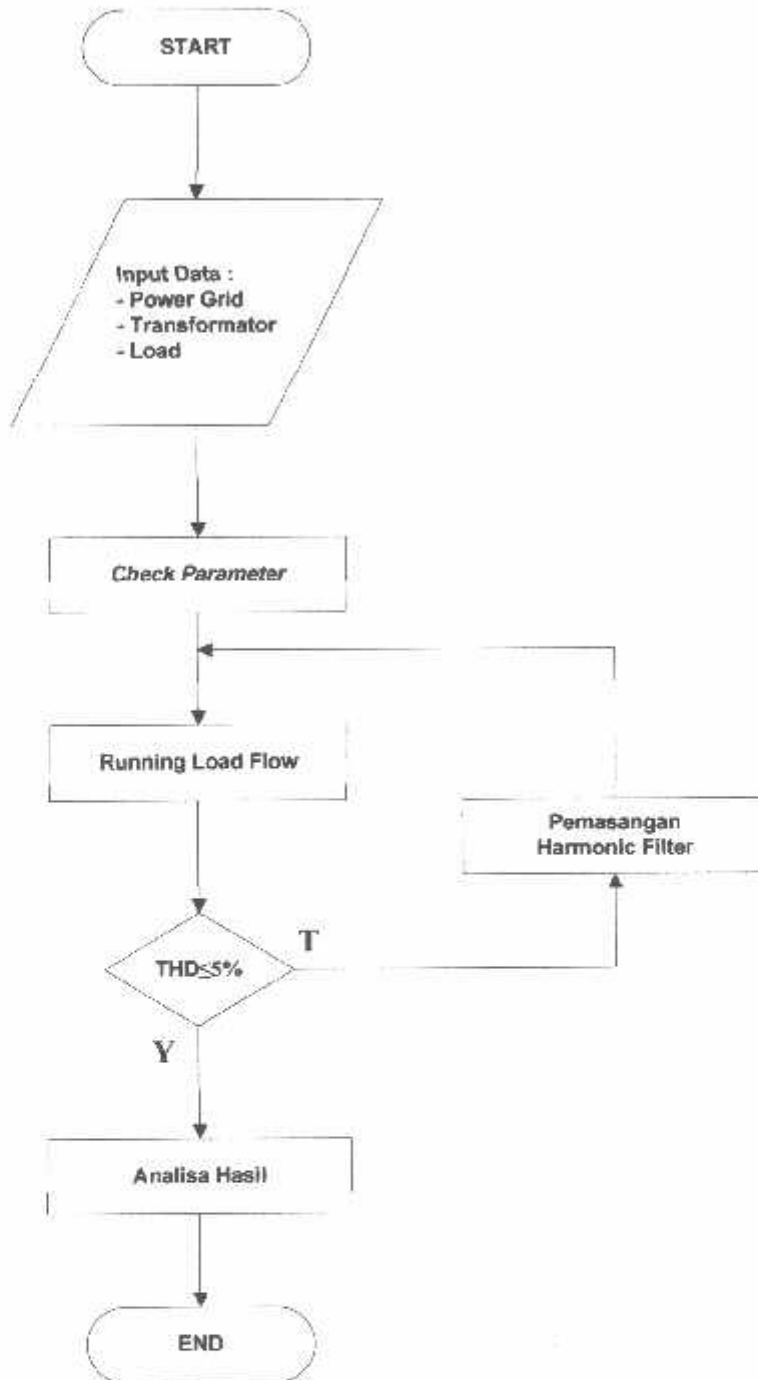 START
Input Data :
- Power Grid
- Transformator
- Load
Check Parameter
Running Load Flow
Pemasangan
Harmonic Filter
THD≤5%
T
Y
Analisa Hasil
END